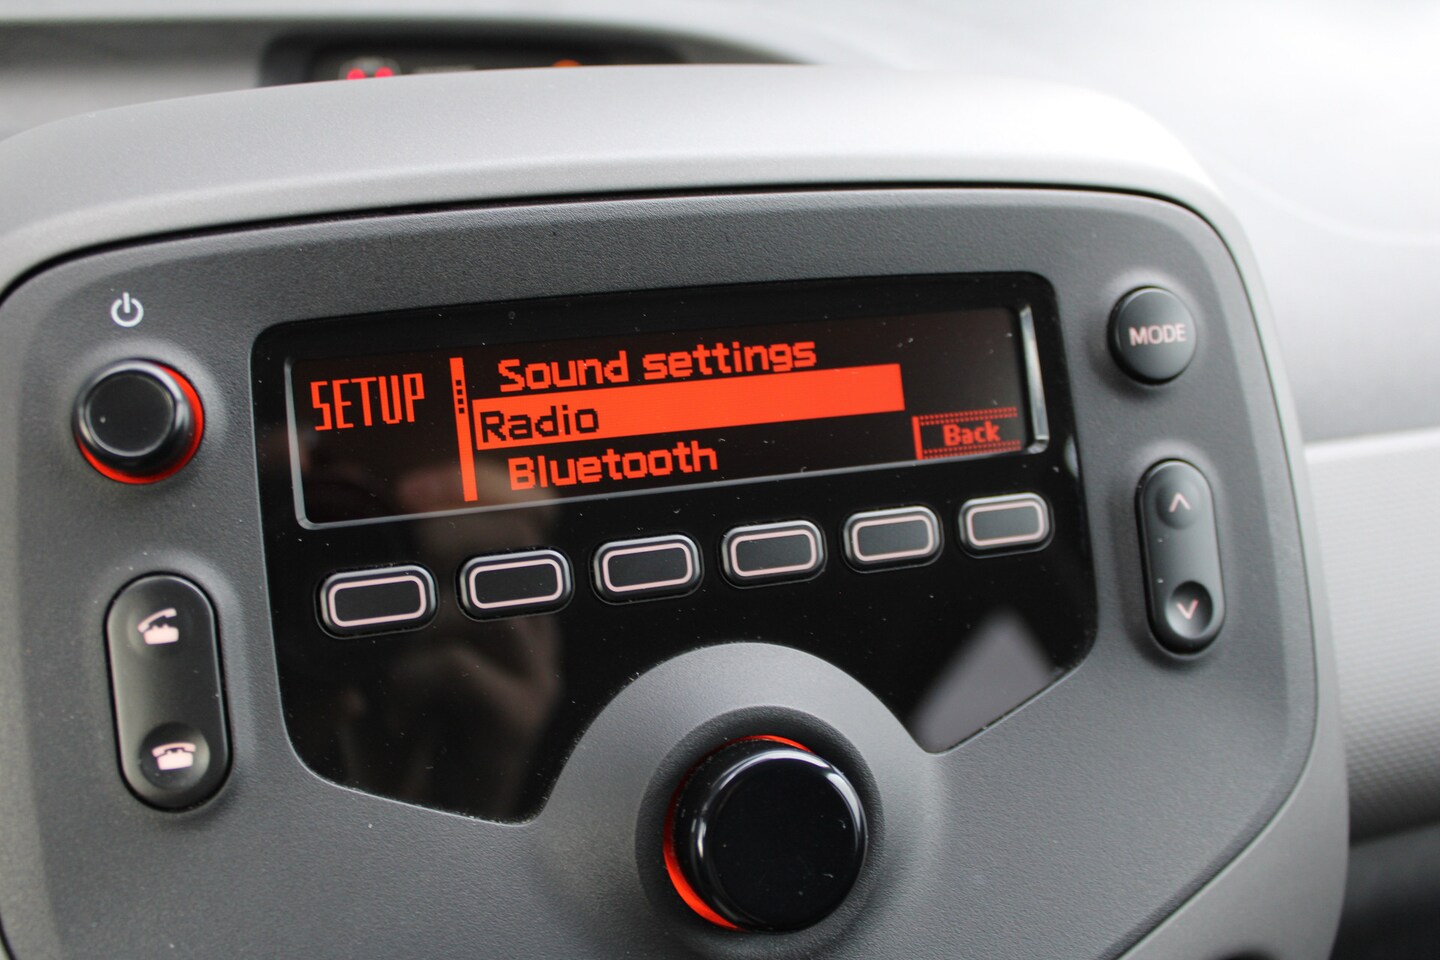 SETUP
Sound settings
Radio
Bluetooth
Back
MODE